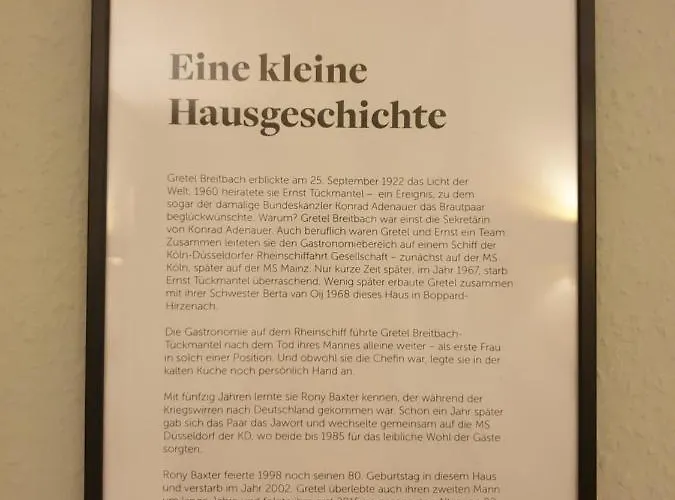 Eine kleine
Hausgeschichte
Gretel Breitbach erblickte am 25. September 1922 das Licht der
Welt. 1960 heiratete sie Ernst Tückmantel – ein Ereignis, zu dem
sogar der damalige Bundeskanzler Konrad Adenauer das Brautpaar
beglückwünschte. Warum? Gretel Breitbach war einst die Sekretärin
von Konrad Adenauer. Auch beruflich waren Gretel und Ernst ein Team.
Zusammen leiteten sie den Gastronomiebereich auf einem Schiff der
Köln-Düsseldorfer Rheinschiffahrt Gesellschaft – zunächst auf der MS
Köln, später auf der MS Mainz. Nur kurze Zeit später, im Jahr 1967, starb
Ernst Tückmantel überraschend. Wenig später erbaute Gretel zusammen
mit ihrer Schwester Berta van Oij 1968 dieses Haus in Boppard-
Hirzenach.
Die Gastronomie auf dem Rheinschiff führte Gretel Breitbach-
Tückmantel nach dem Tod ihres Mannes alleine weiter – als erste Frau
in solch einer Position. Und obwohl sie die Chefin war, legte sie in der
kalten Küche noch persönlich Hand an.
Mit fünfzig Jahren lernte sie Rony Baxter kennen, der während der
Kriegswirren nach Deutschland gekommen war. Schon ein Jahr später
gab sich das Paar das Jawort und wechselte gemeinsam auf die MS
Düsseldorf der KD, wo beide bis 1985 für das leibliche Wohl der Gäste
sorgten.
Rony Baxter feierte 1998 noch seinen 80. Geburtstag in diesem Haus
und verstarb im Jahr 2002. Gretel überlebte auch ihren zweiten Mann